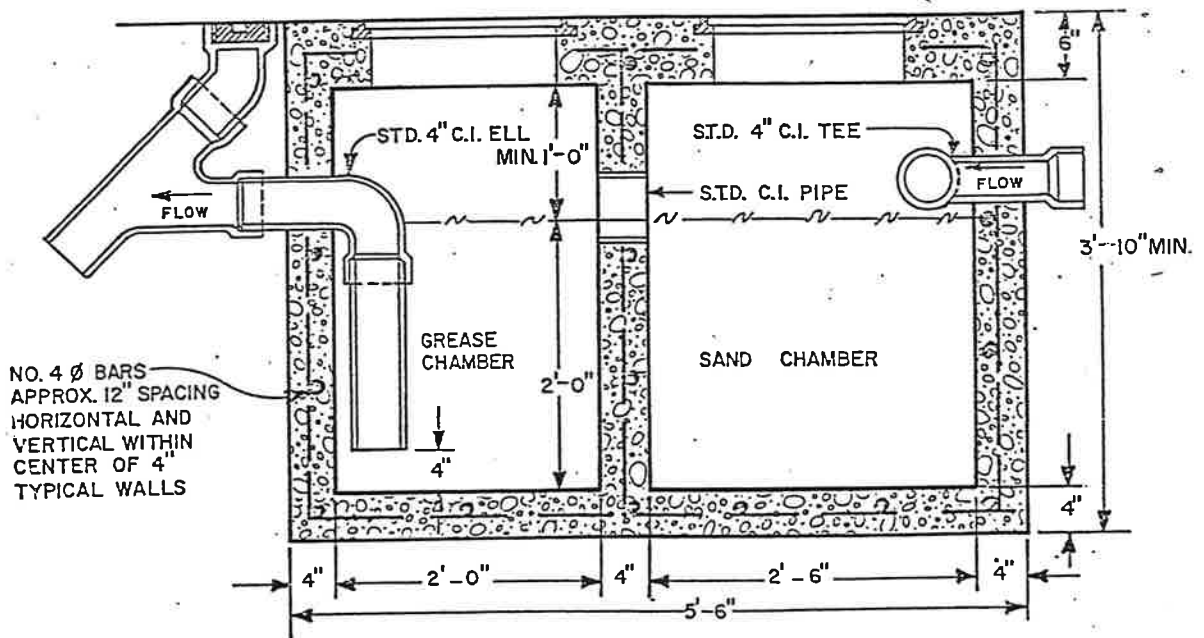 6"
STD. 4" C.I. ELL
MIN. 1'-0"
S.T.D. 4" C.I. TEE
FLOW
S.T.D. C.I. PIPE
FLOW
3'-10" MIN.
GREASE
CHAMBER
SAND CHAMBER
2'-0"
NO. 4 Ø BARS
APPROX. 12" SPACING
HORIZONTAL AND
VERTICAL WITHIN
CENTER OF 4"
TYPICAL WALLS
4"
4"
4"
2'-0"
4"
2'-6"
4"
5'-6"